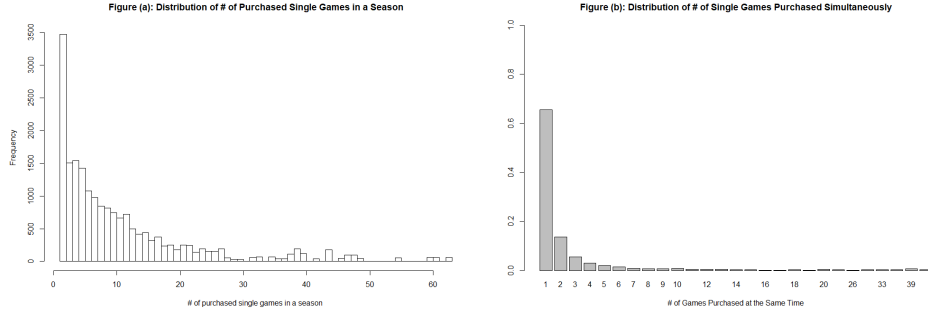 Figure (a): Distribution of # of Purchased Single Games in a Season
3500
3000
2500
2000
1500
1000
500
0
Frequency
0 10 20 30 40 50 60
# of purchased single games in a season
Figure (b): Distribution of # of Single Games Purchased Simultaneously
1.0
0.8
0.6
0.4
0.2
0.0
1 2 3 4 5 6 7 8 9 10 12 14 16 18 20 26 33 39
# of Games Purchased at the Same Time